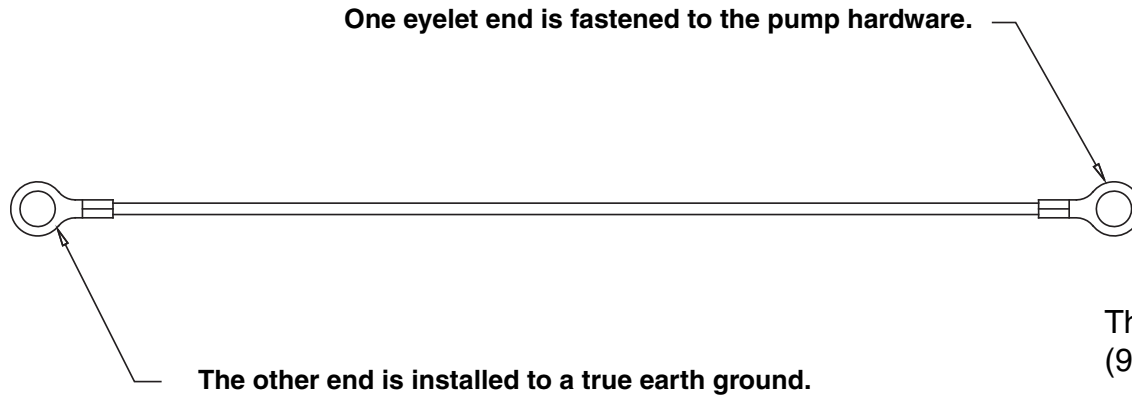 One eyelet end is fastened to the pump hardware.
The other end is installed to a true earth ground.